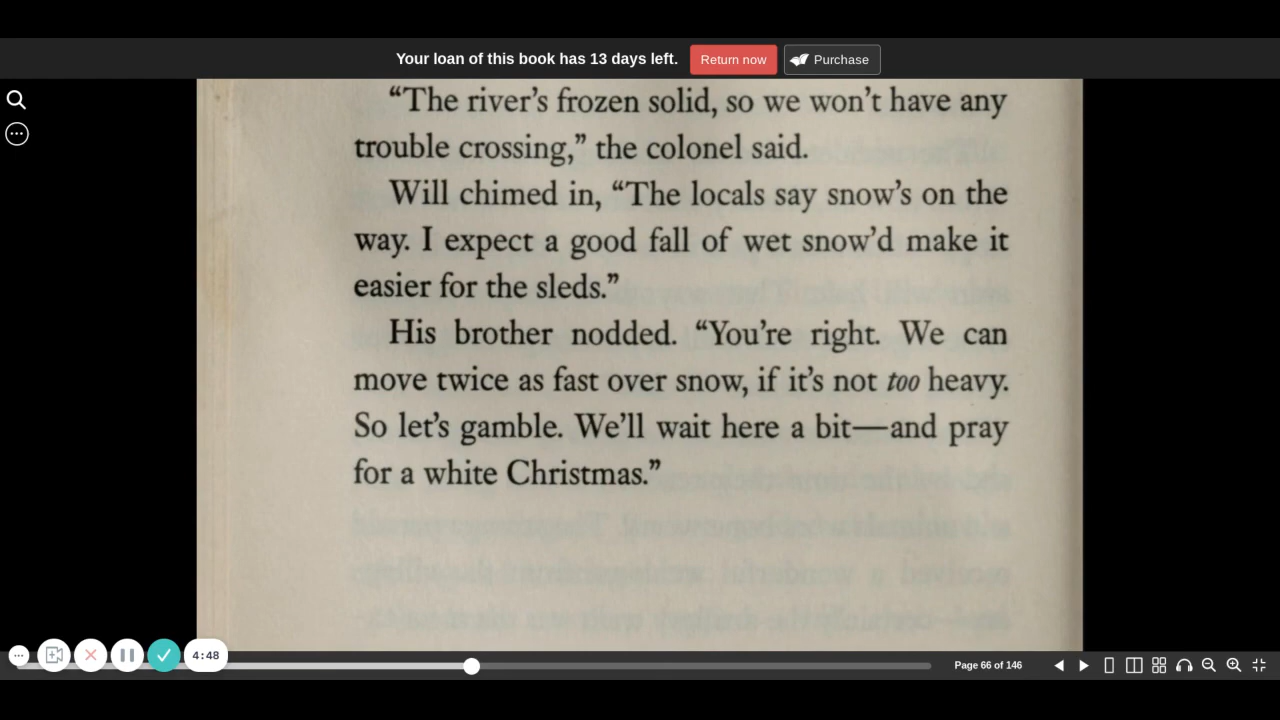 Your loan of this book has 13 days left. Return now Purchase
“The river’s frozen solid, so we won’t have any
trouble crossing,” the colonel said.
Will chimed in, “The locals say snow’s on the
way. I expect a good fall of wet snow’d make it
easier for the sleds.”
His brother nodded. “You’re right. We can
move twice as fast over snow, if it’s not too heavy.
So let’s gamble. We’ll wait here a bit—and pray
for a white Christmas.”
4:48
Page 66 of 146